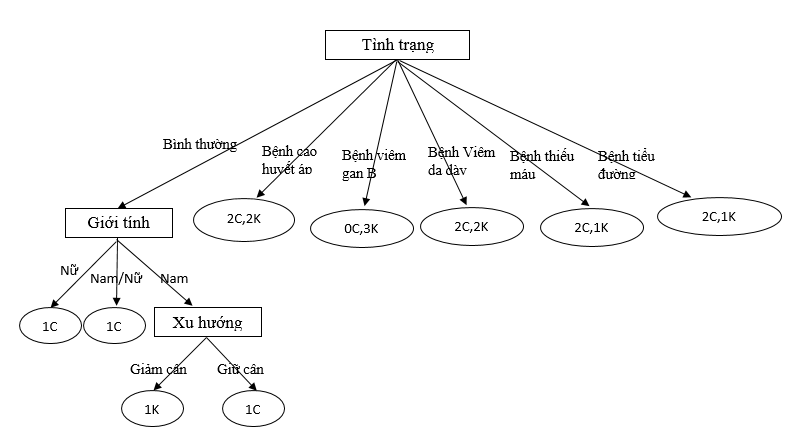 Tình trạng
Bình thường
Bệnh cao
huyết áp
Bệnh viêm
gan B
Bệnh Viêm
dạ dày
Bệnh thiếu
máu
Bệnh tiểu
đường
Giới tính
2C,2K
0C,3K
2C,2K
2C,1K
2C,1K
Nữ
Nam/Nữ
Nam
1C
1C
Xu hướng
Giảm cân
Giữ cân
1K
1C